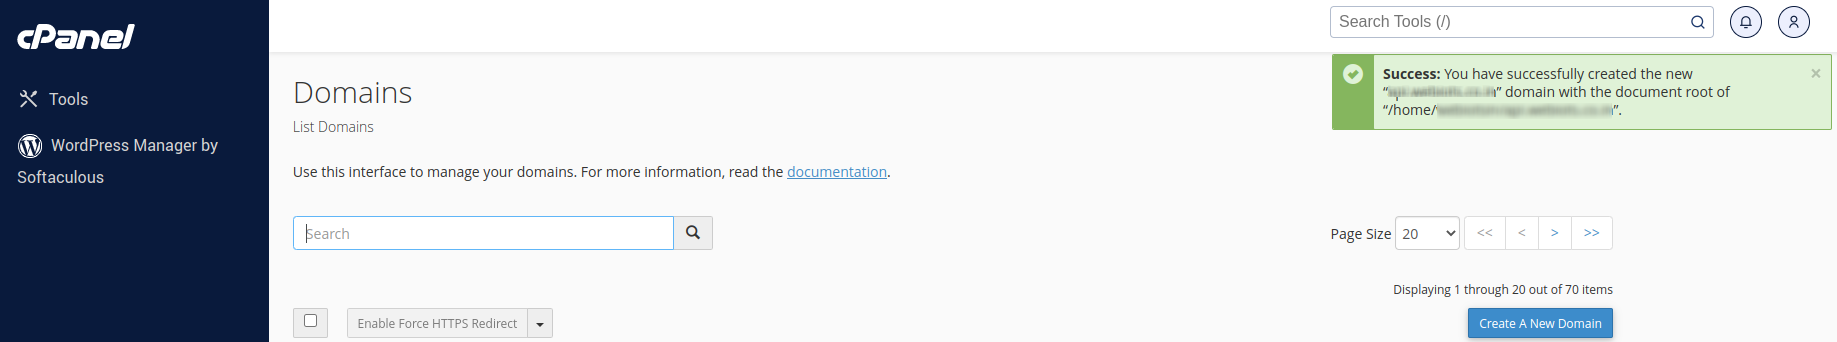 cPanel
Search Tools (/)
Tools
WordPress Manager by
Softaculous
Domains
List Domains
Success: You have successfully created the new
“ ” domain with the document root of
“/home/ ”.
×
Use this interface to manage your domains. For more information, read the documentation.
Search
Page Size 20 << < > >>
Displaying 1 through 20 out of 70 items
Enable Force HTTPS Redirect
Create A New Domain